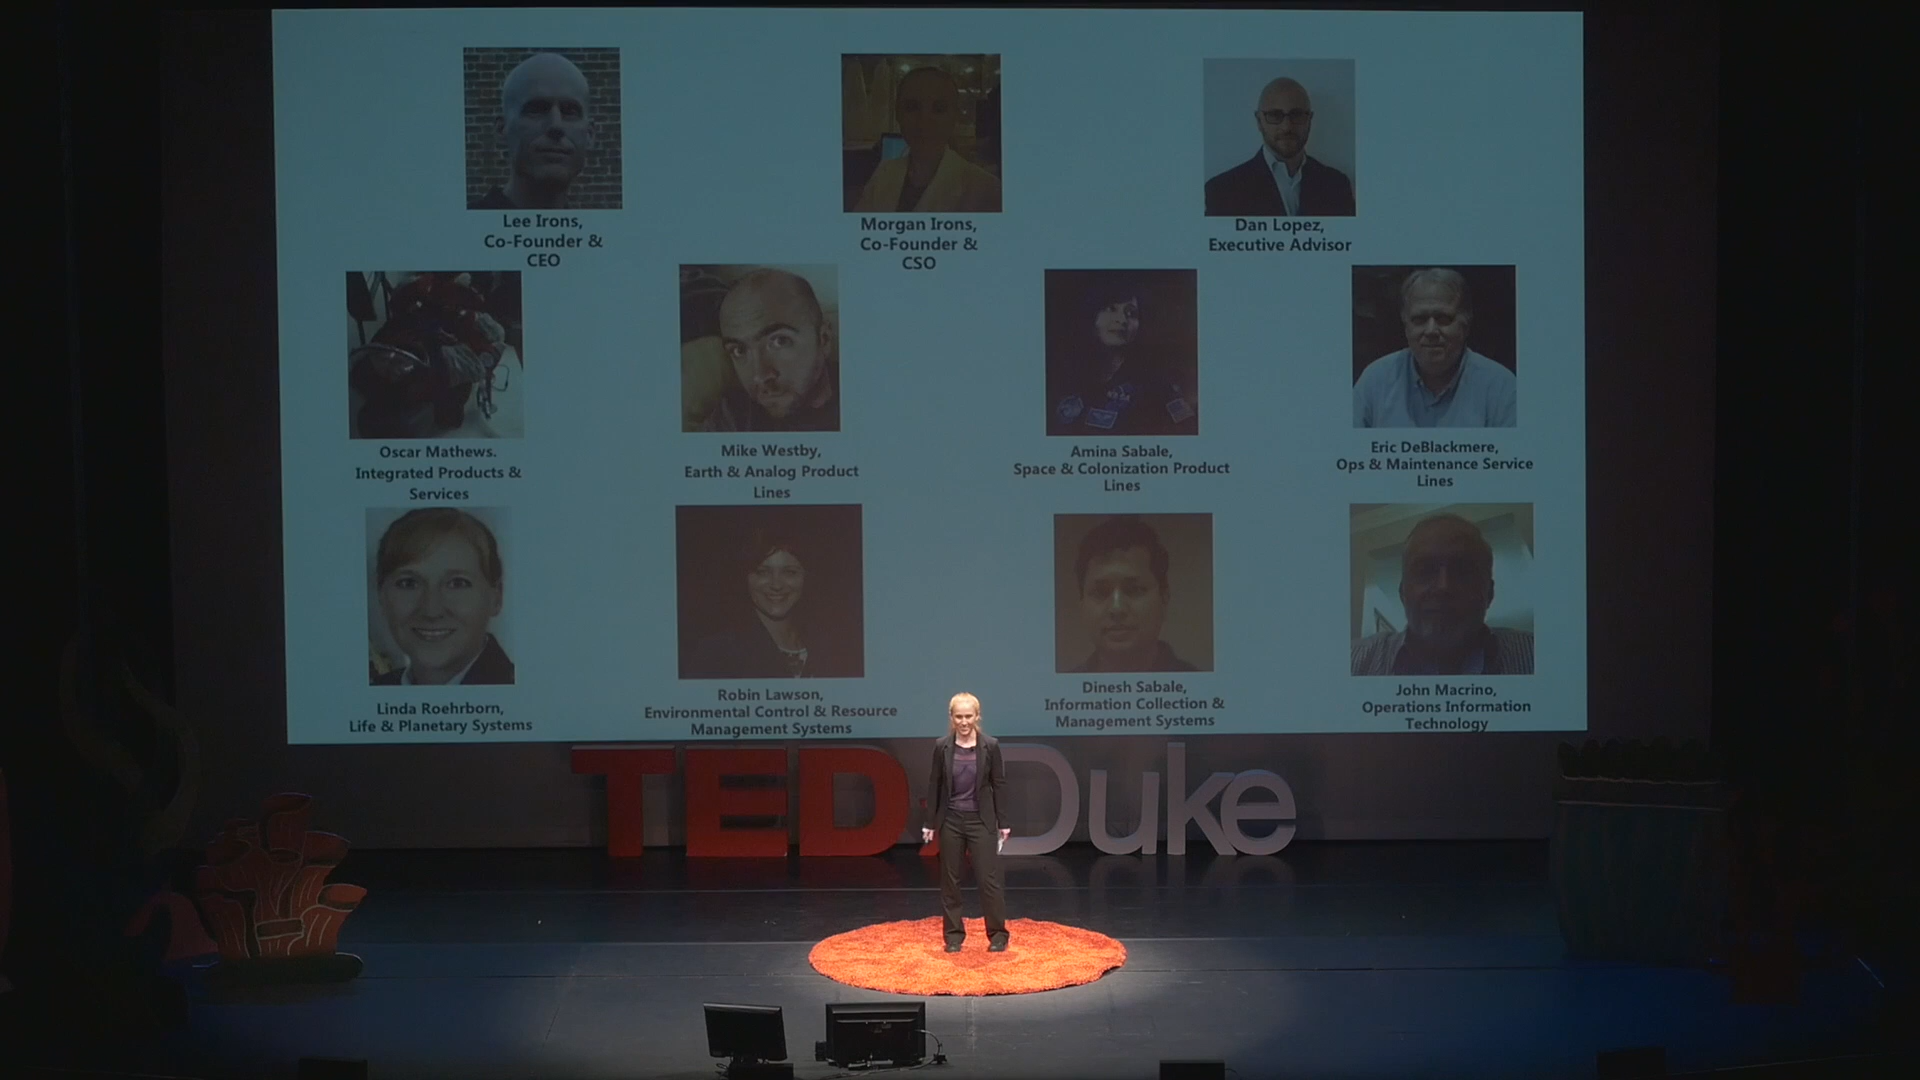 Lee Irons,
Co-Founder &
CEO
Morgan Irons,
Co-Founder &
CSO
Dan Lopez,
Executive Advisor
Oscar Mathews.
Integrated Products &
Services
Mike Westby,
Earth & Analog Product
Lines
Amina Sabale,
Space & Colonization Product
Lines
Eric DeBlackmere,
Ops & Maintenance Service
Lines
Linda Roehrborn,
Life & Planetary Systems
Robin Lawson,
Environmental Control & Resource
Management Systems
Dinesh Sabale,
Information Collection &
Management Systems
John Macrino,
Operations Information
Technology
TEDxDuke